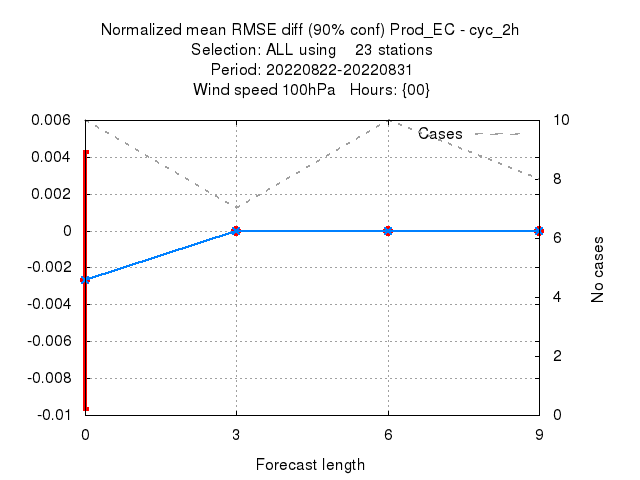 Normalized mean RMSE diff (90% conf) Prod_EC - cyc_2h
Selection: ALL using    23 stations
Period: 20220822-20220831
Wind speed 100hPa   Hours: {00}
Cases
0.006
0.004
0.002
0
-0.002
-0.004
-0.006
-0.008
-0.01
10
8
6
4
2
0
No cases
0 3 6 9
Forecast length